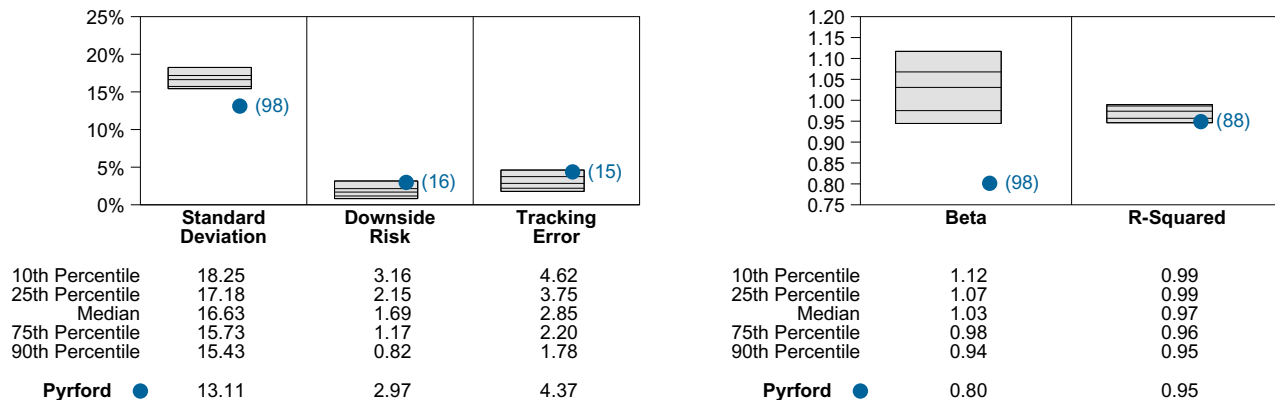 25%
20%
15%
10%
5%
0%
(98)
(16)
(15)
Standard Deviation
Downside Risk
Tracking Error
10th Percentile 18.25 3.16 4.62
25th Percentile 17.18 2.15 3.75
Median 16.63 1.69 2.85
75th Percentile 15.73 1.17 2.20
90th Percentile 15.43 0.82 1.78
Pyrford 13.11 2.97 4.37
1.20
1.15
1.10
1.05
1.00
0.95
0.90
0.85
0.80
0.75
(98)
(88)
Beta
R-Squared
10th Percentile 1.12 0.99
25th Percentile 1.07 0.99
Median 1.03 0.97
75th Percentile 0.98 0.96
90th Percentile 0.94 0.95
Pyrford 0.80 0.95